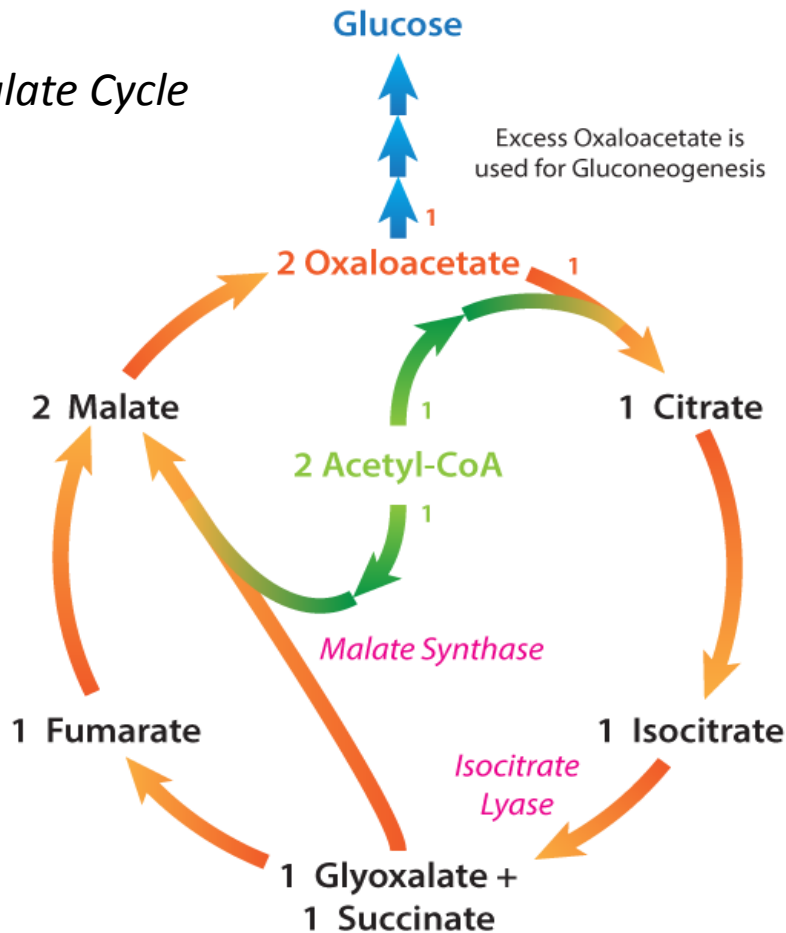 Glucose
late Cycle
Excess Oxaloacetate is
used for Gluconeogenesis
1
2 Oxaloacetate 1
2 Malate
1
1 Citrate
2 Acetyl-CoA
1
Malate Synthase
1 Fumarate
1 Isocitrate
Isocitrate
Lyase
1 Glyoxalate +
1 Succinate